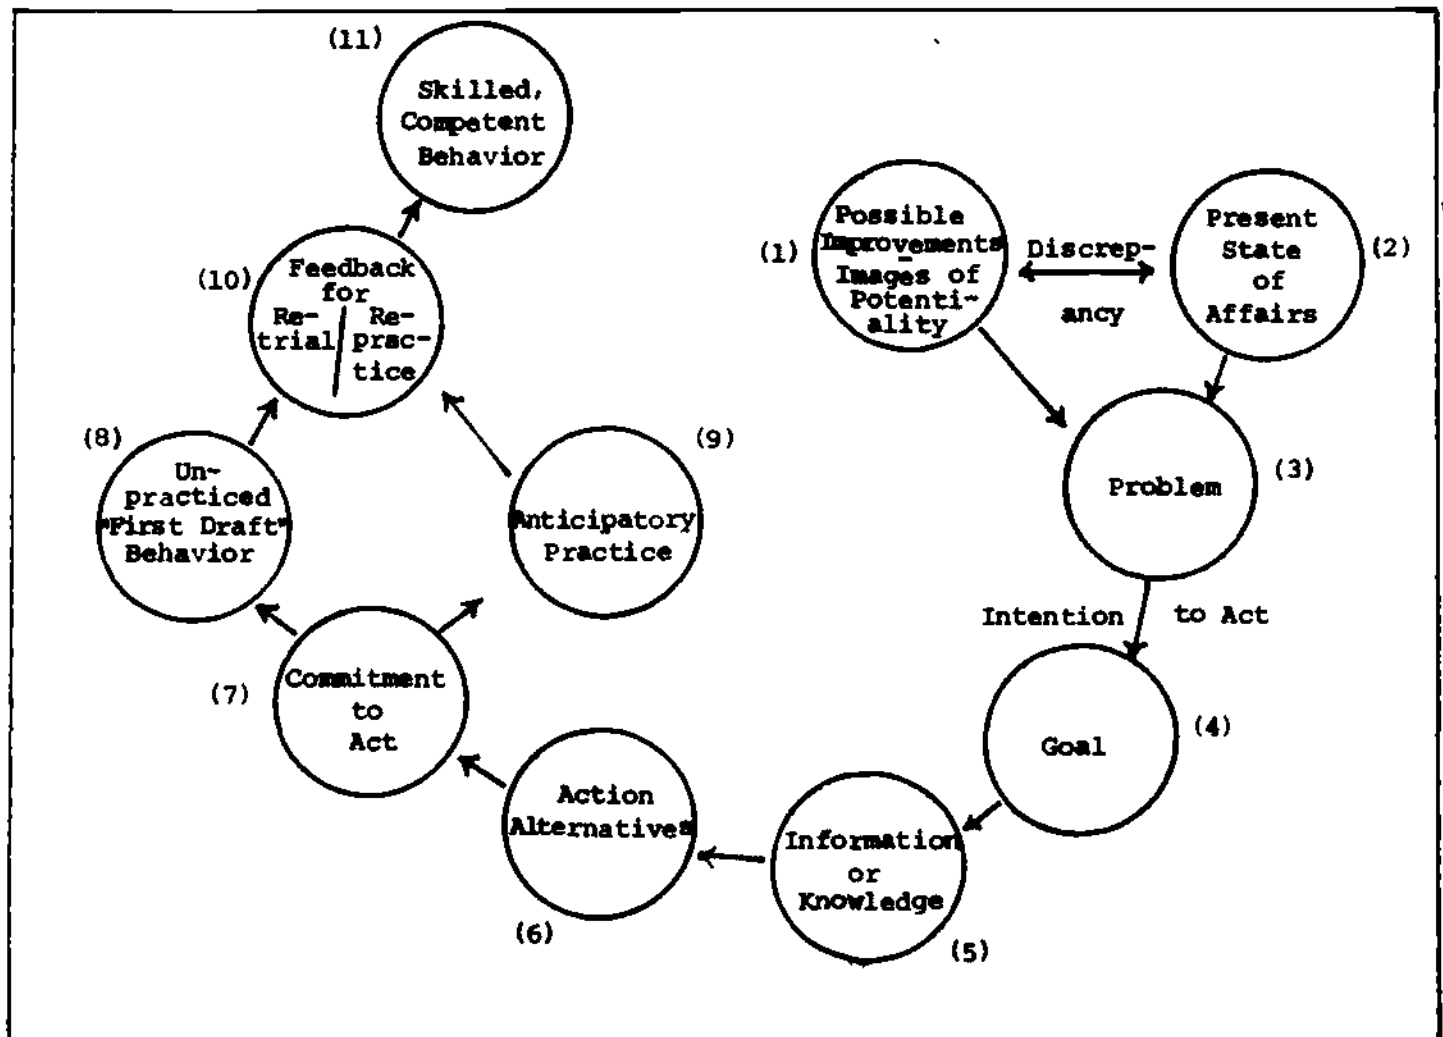 (11)
Skilled,
Competent
Behavior
(10)
Feedback
for
Re-
trial
Re-
prac-
tice
(8)
Un-
practiced
"First Draft"
Behavior
(9)
Anticipatory
Practice
(7)
Commitment
to
Act
(6)
Action
Alternatives
(5)
Information
or
Knowledge
(4)
Goal
Intention to Act
(3)
Problem
(1)
Possible
Improvements
-
Images of
Potenti-
ality
Discrep-
ancy
(2)
Present
State
of
Affairs